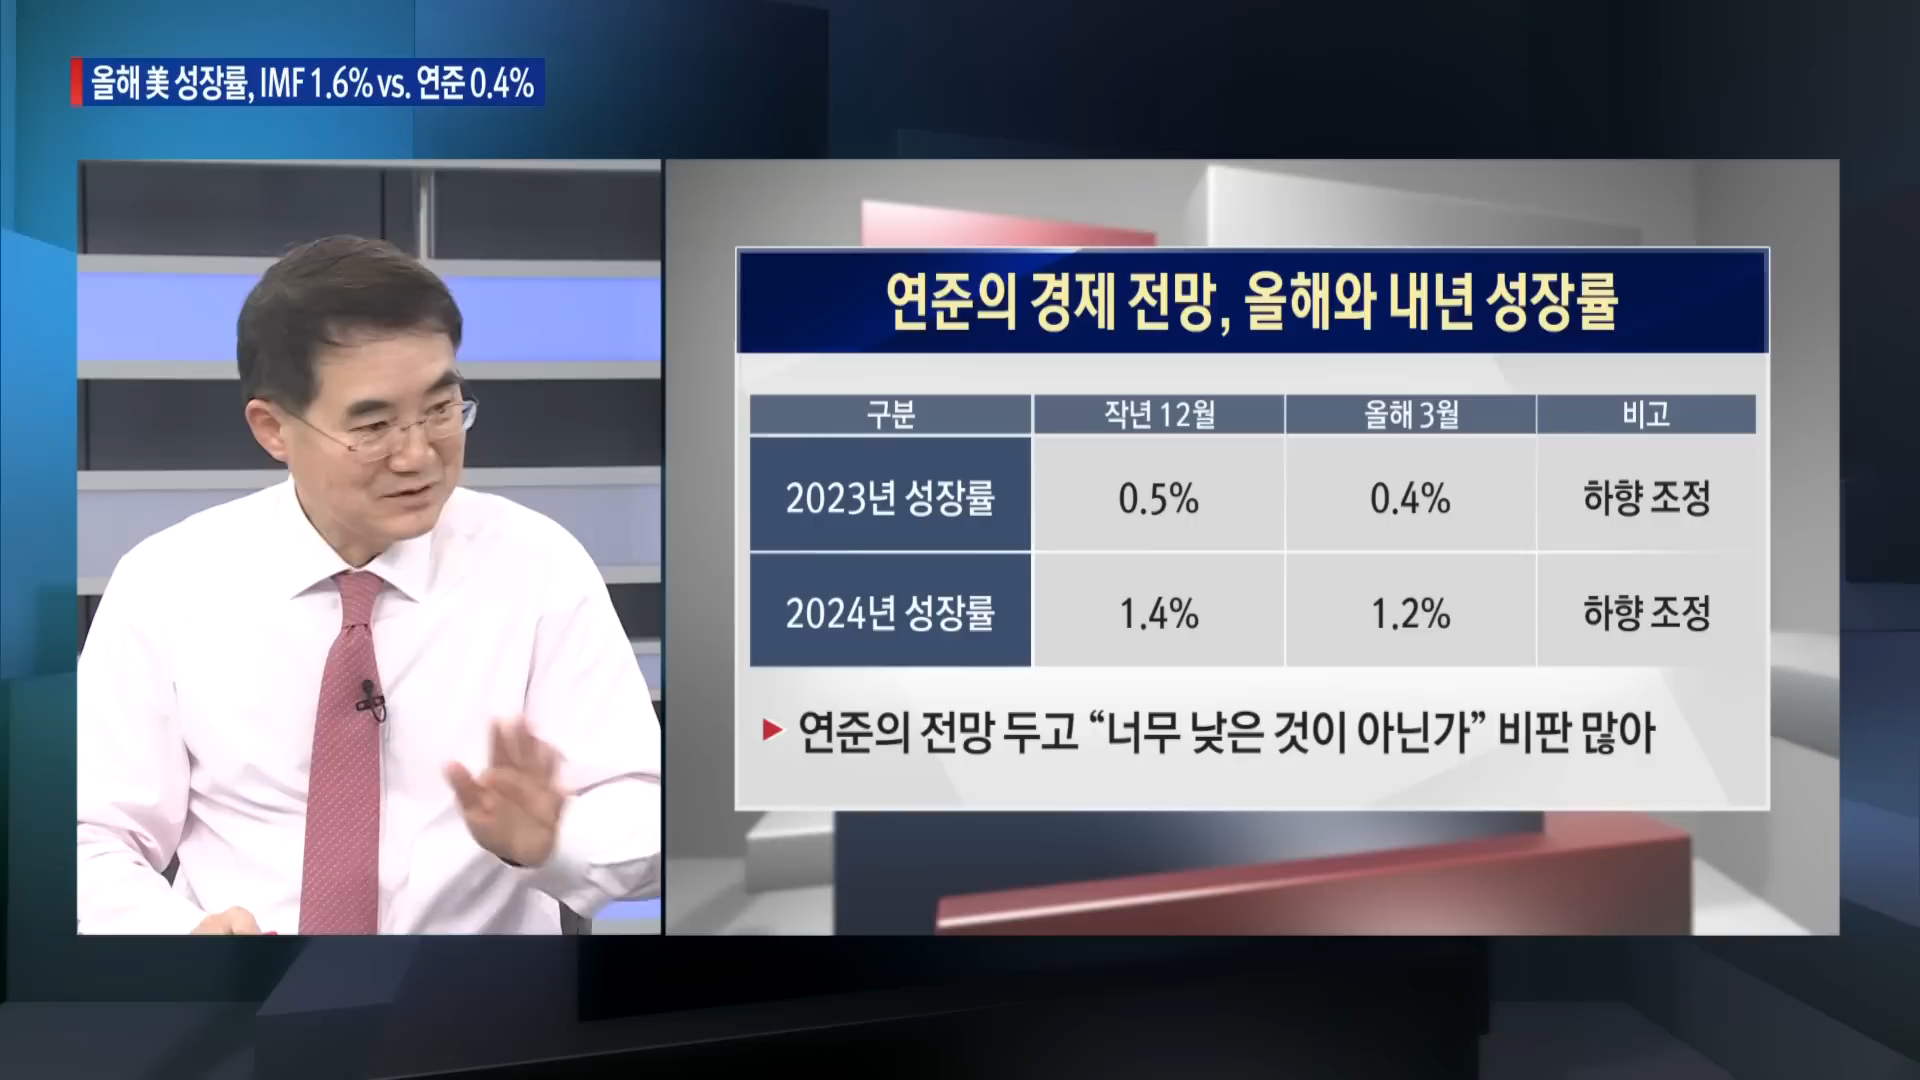 올해 美 성장률, IMF 1.6% vs. 연준 0.4%
연준의 경제 전망, 올해와 내년 성장률
구분 작년 12월 올해 3월 비고
2023년 성장률 0.5% 0.4% 하향 조정
2024년 성장률 1.4% 1.2% 하향 조정
▶ 연준의 전망 두고 “너무 낮은 것이 아닌가” 비판 많아